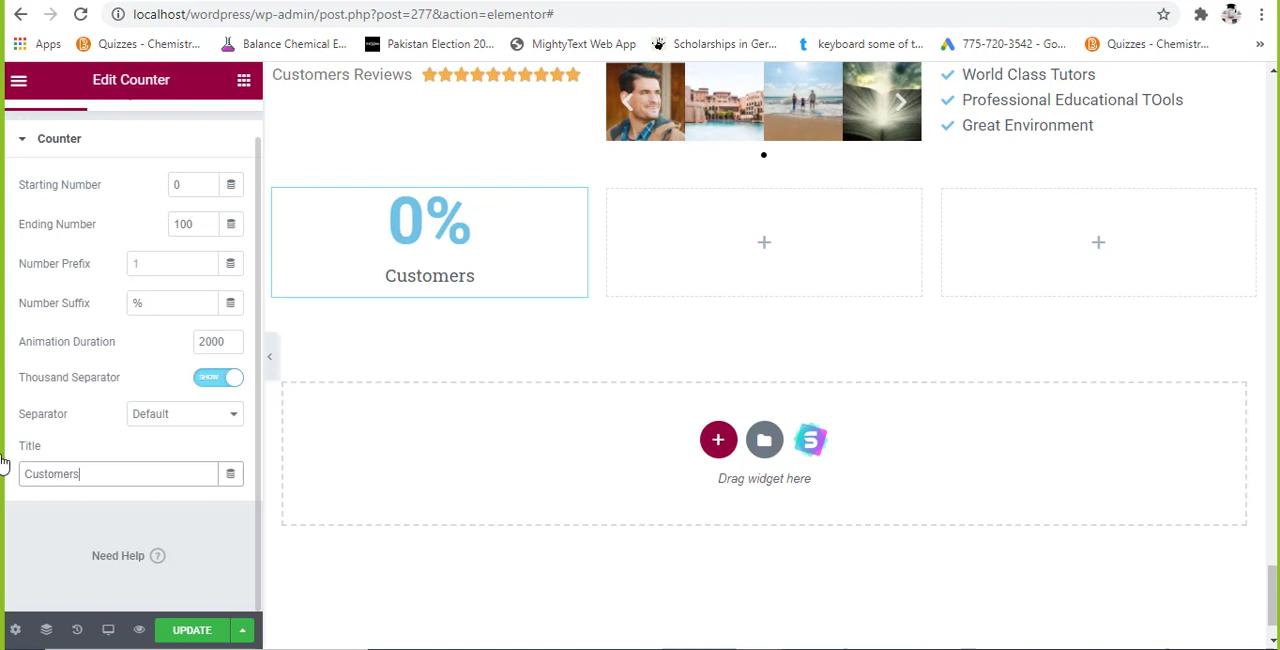 localhost/wordpress/wp-admin/post.php?post=277&action=elementor#
Apps
Quizzes - Chemistr...
Balance Chemical E...
Pakistan Election 20...
MightyText Web App
Scholarships in Ger...
keyboard some of t...
775-720-3542 - Go...
Quizzes - Chemistr...
»
Edit Counter
Counter
Starting Number
0
Ending Number
100
Number Prefix
1
Number Suffix
%
Animation Duration
2000
Thousand Separator
SHOW
Separator
Default
Title
Customers
Need Help ?
UPDATE
Customers Reviews
World Class Tutors
Professional Educational TOols
Great Environment
0%
Customers
Drag widget here